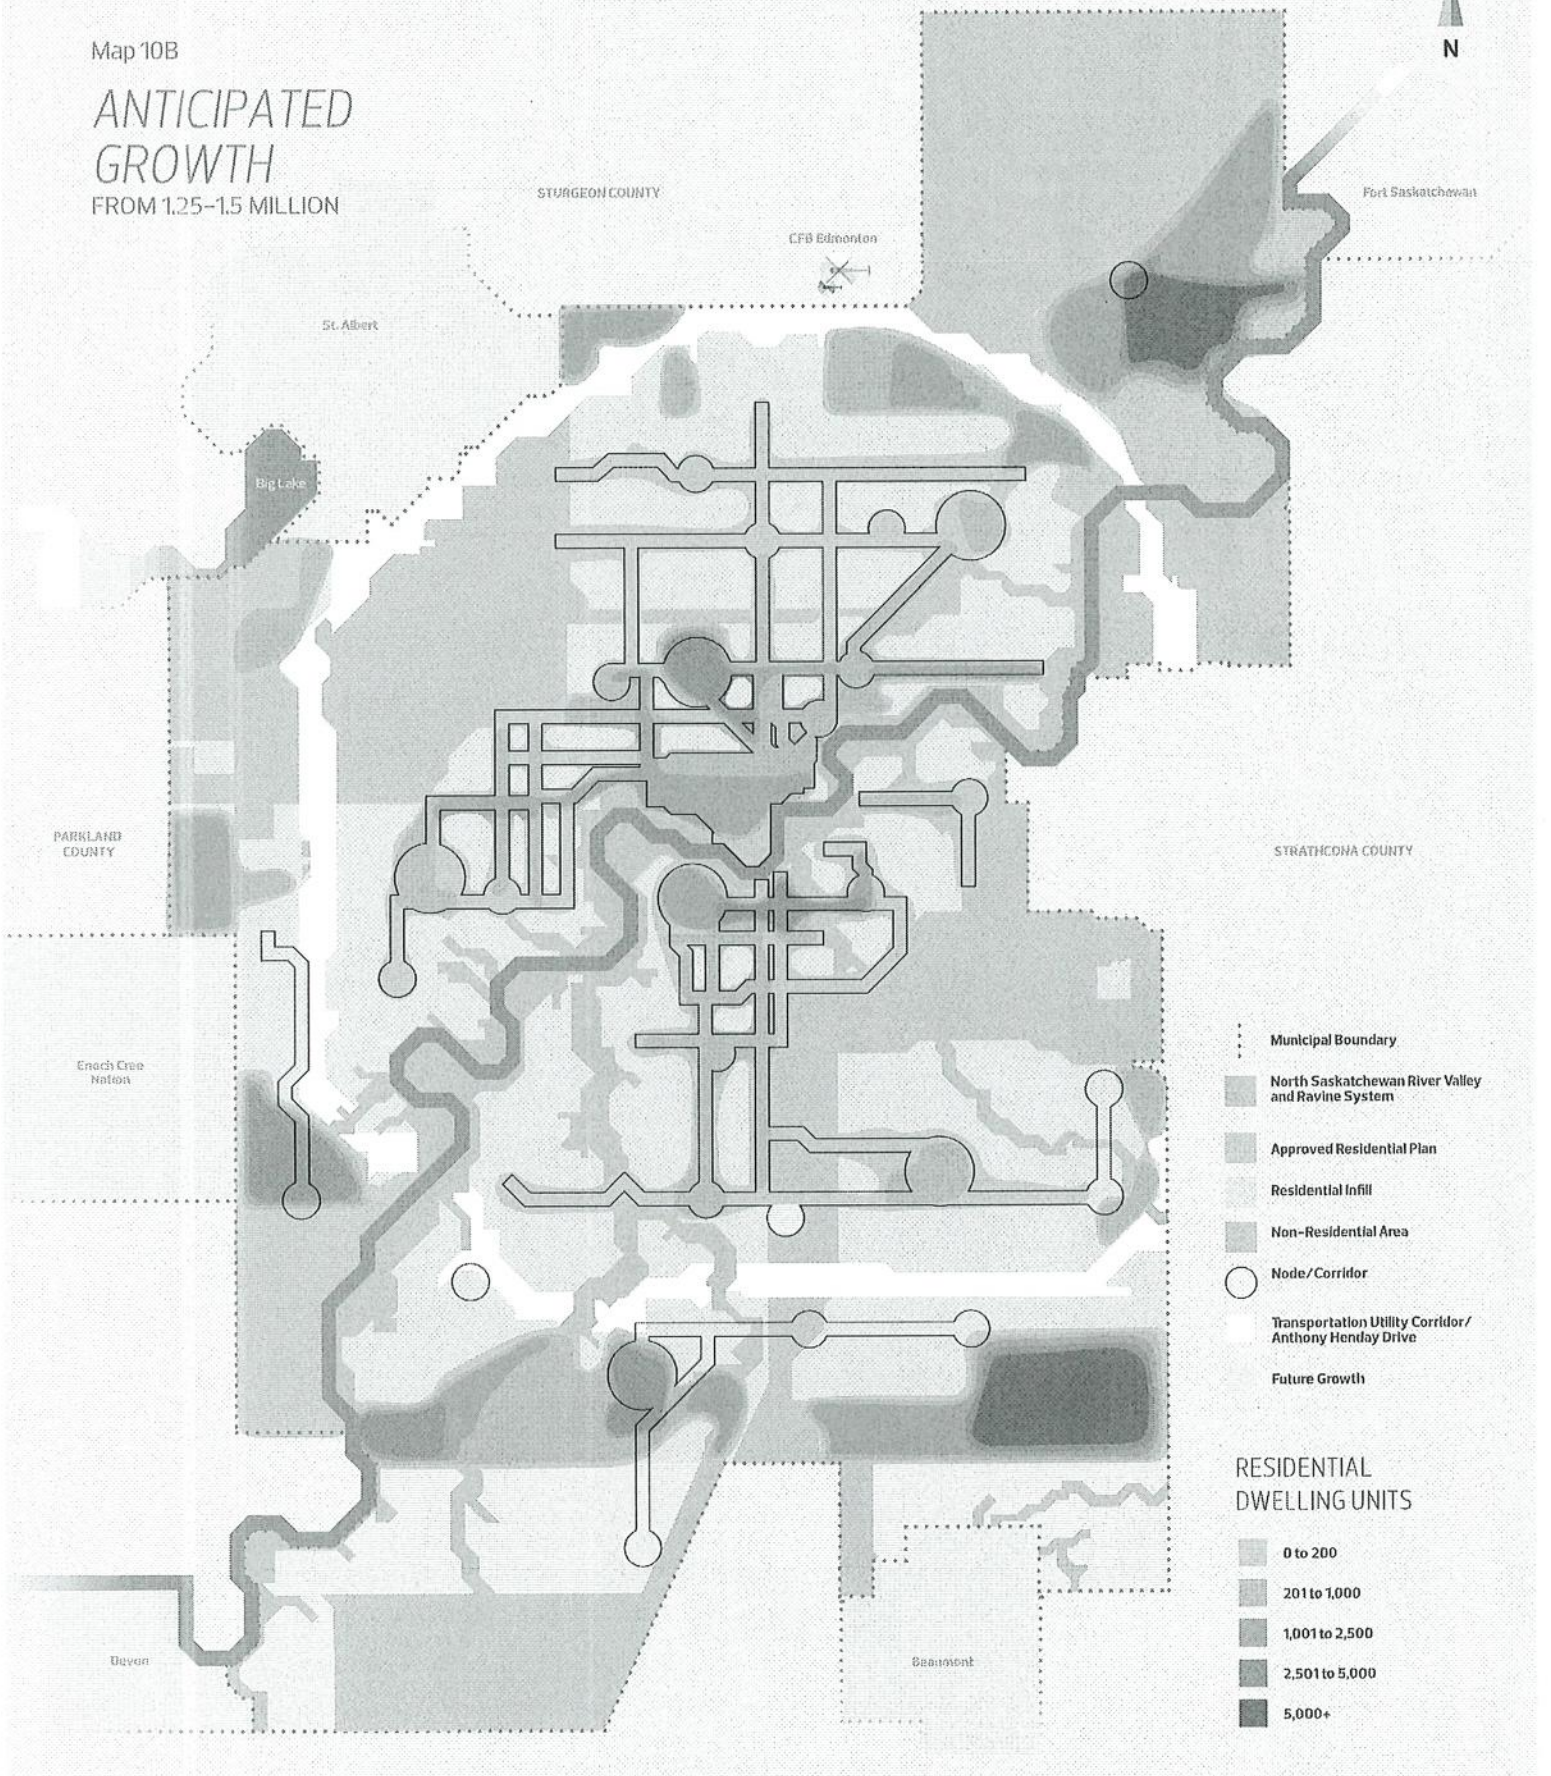 Map 10B
ANTICIPATED
GROWTH
FROM 1.25–1.5 MILLION
N
STURGEON COUNTY
Fort Saskatchewan
CFB Edmonton
St. Albert
Big Lake
PARKLAND
COUNTY
STRATHCONA COUNTY
Enoch Cree
Nation
Municipal Boundary
North Saskatchewan River Valley
and Ravine System
Approved Residential Plan
Residential Infill
Non-Residential Area
Node/Corridor
Transportation Utility Corridor/
Anthony Henday Drive
Future Growth
RESIDENTIAL
DWELLING UNITS
0 to 200
201 to 1,000
1,001 to 2,500
2,501 to 5,000
5,000+
Devon
Beaumont